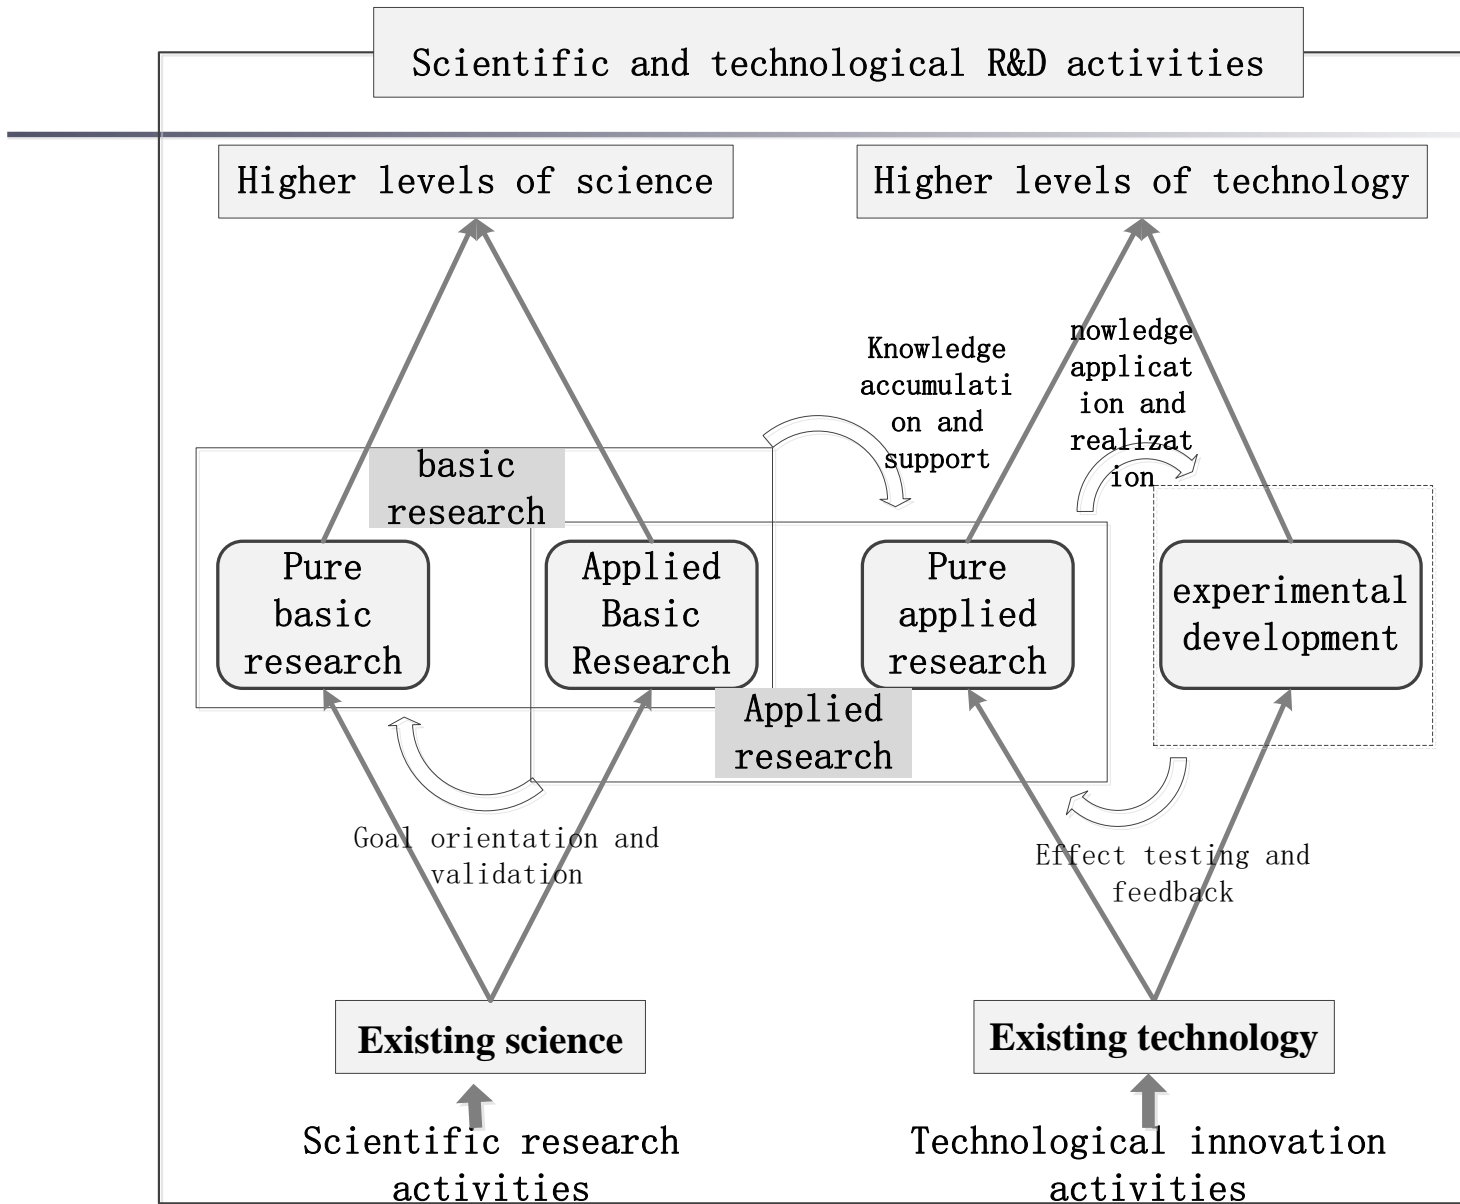 Scientific and technological R&D activities
Higher levels of science
Higher levels of technology
Knowledge
accumulati
on and
support
nowledge
applicat
ion and
realizat
ion
basic
research
Pure
basic
research
Applied
Basic
Research
Pure
applied
research
experimental
development
Applied
research
Goal orientation and
validation
Effect testing and
feedback
Existing science
Existing technology
Scientific research
activities
Technological innovation
activities